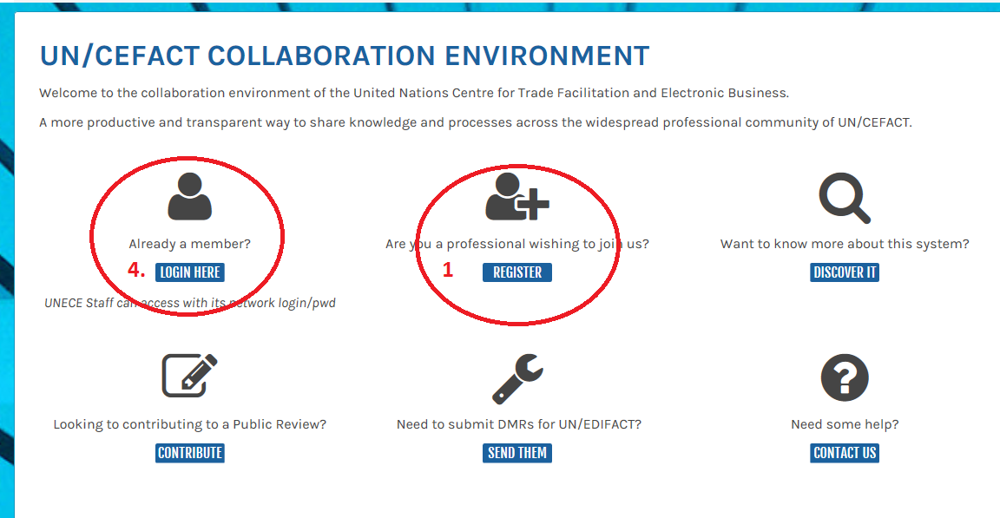 UN/CEFACT COLLABORATION ENVIRONMENT
Welcome to the collaboration environment of the United Nations Centre for Trade Facilitation and Electronic Business.
A more productive and transparent way to share knowledge and processes across the widespread professional community of UN/CEFACT.
Already a member?
4. LOGIN HERE
UNECE Staff can access with its network login/pwd
Are you a professional wishing to join us?
1 REGISTER
Want to know more about this system?
DISCOVER IT
Looking to contributing to a Public Review?
CONTRIBUTE
Need to submit DMRs for UN/EDIFACT?
SEND THEM
Need some help?
CONTACT US